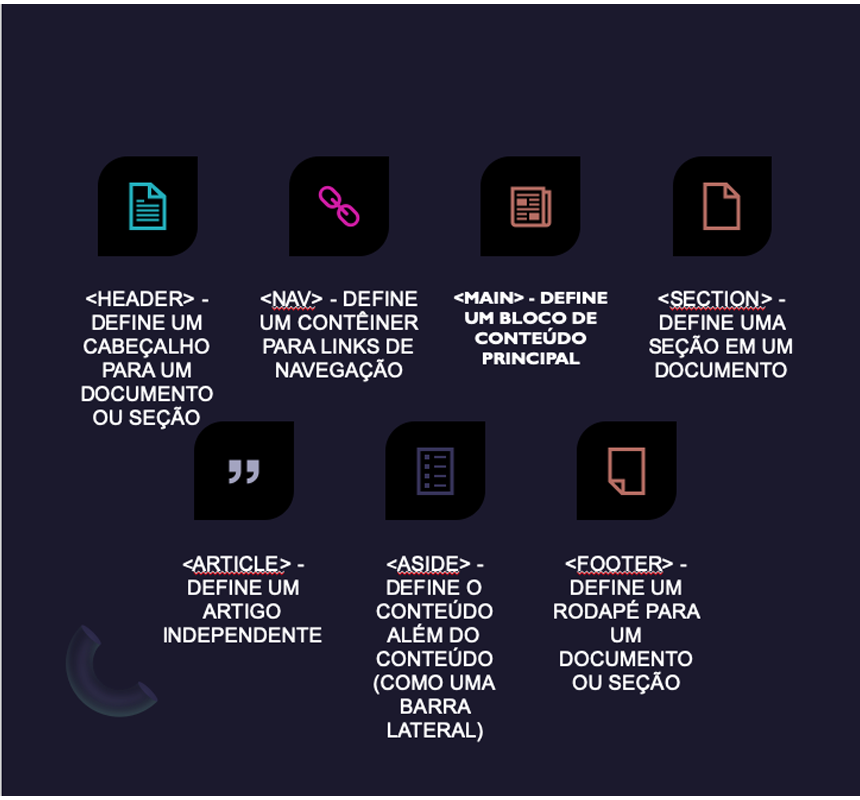 <HEADER> -
DEFINE UM
CABEÇALHO
PARA UM
DOCUMENTO
OU SEÇÃO
<NAV> - DEFINE
UM CONTÊINER
PARA LINKS DE
NAVEGAÇÃO
<MAIN> - DEFINE
UM BLOCO DE
CONTEÚDO
PRINCIPAL
<SECTION> -
DEFINE UMA
SEÇÃO EM UM
DOCUMENTO
<ARTICLE> -
DEFINE UM
ARTIGO
INDEPENDENTE
<ASIDE> -
DEFINE O
CONTEÚDO
ALÉM DO
CONTEÚDO
(COMO UMA
BARRA
LATERAL)
<FOOTER> -
DEFINE UM
RODAPÉ PARA
UM
DOCUMENTO
OU SEÇÃO